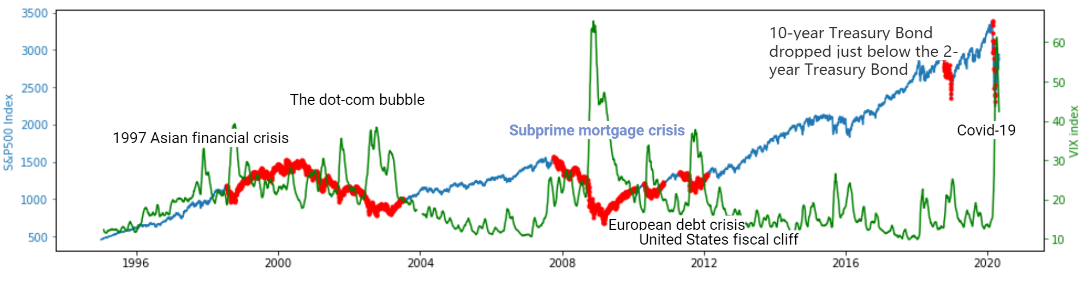 3500
3000
2500
2000
1500
1000
500
S&P500 Index
10-year Treasury Bond
dropped just below the 2-
year Treasury Bond
The dot-com bubble
1997 Asian financial crisis
Subprime mortgage crisis
Covid-19
European debt crisis
United States fiscal cliff
60
50
40
30
20
10
VIX index
1996
2000
2004
2008
2012
2016
2020